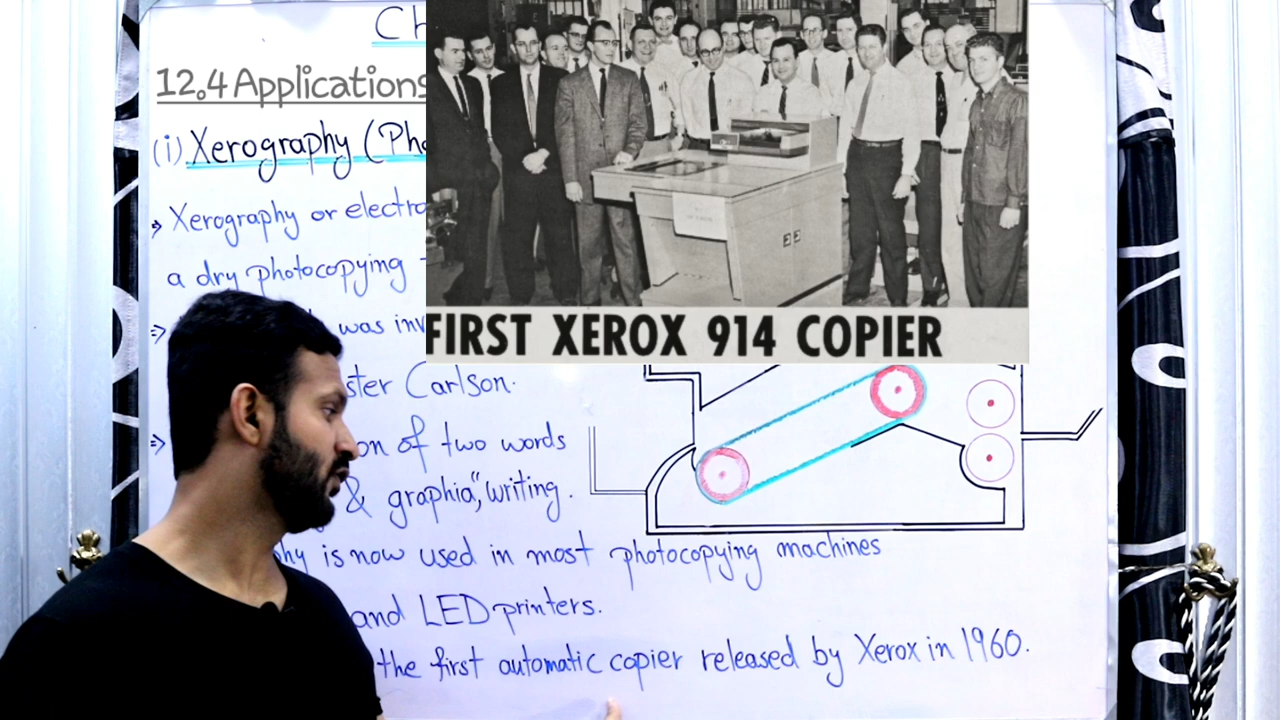 Ch
12.4 Applications
(i) Xerography (Pho
Xerography or electro
a dry photocopying
was inv
ster Carlson.
on of two words
& graphia, "writing.
hy is now used in most photocopying machines
and LED printers.
the first automatic copier released by Xerox in 1960.
FIRST XEROX 914 COPIER